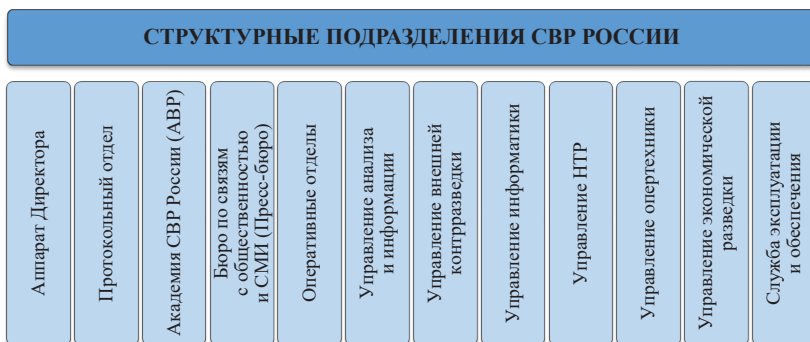 СТРУКТУРНЫЕ ПОДРАЗДЕЛЕНИЯ СВР РОССИИ
Аппарат Директора
Протокольный отдел
Академия СВР России (АВР)
Бюро по связям
с общественностью
и СМИ (Пресс-бюро)
Оперативные отделы
Управление анализа
и информации
Управление внешней
контрразведки
Управление информатики
Управление НТР
Управление опертехники
Управление экономической
разведки
Служба эксплуатации
и обеспечения